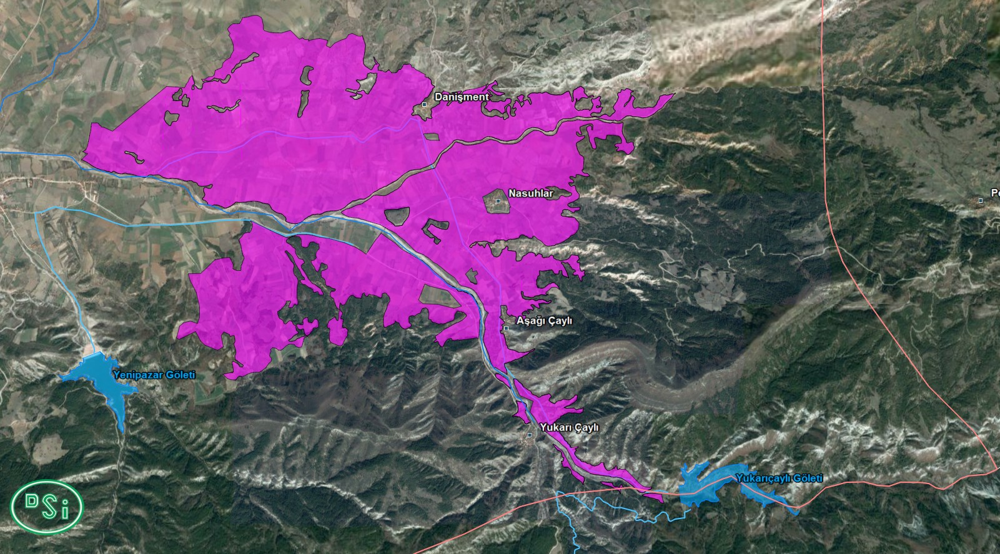 Danişment
Nasuhlar
Aşağı Çaylı
Yenipazar Göleti
Yukarı Çaylı
Yukarıçaylı Göleti
DSi